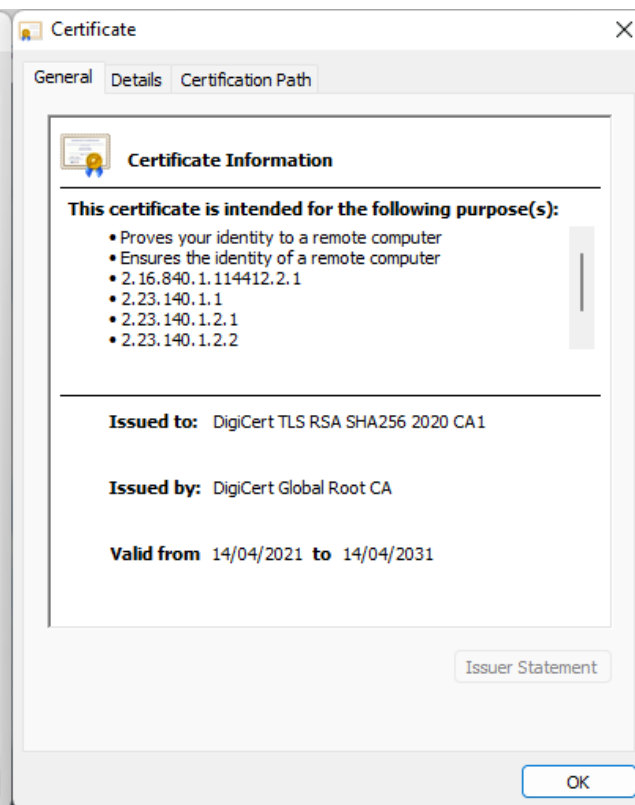 Certificate
General Details Certification Path
Certificate Information
This certificate is intended for the following purpose(s):
• Proves your identity to a remote computer
• Ensures the identity of a remote computer
• 2.16.840.1.114412.2.1
• 2.23.140.1.1
• 2.23.140.1.2.1
• 2.23.140.1.2.2
Issued to: DigiCert TLS RSA SHA256 2020 CA1
Issued by: DigiCert Global Root CA
Valid from 14/04/2021 to 14/04/2031
Issuer Statement
OK